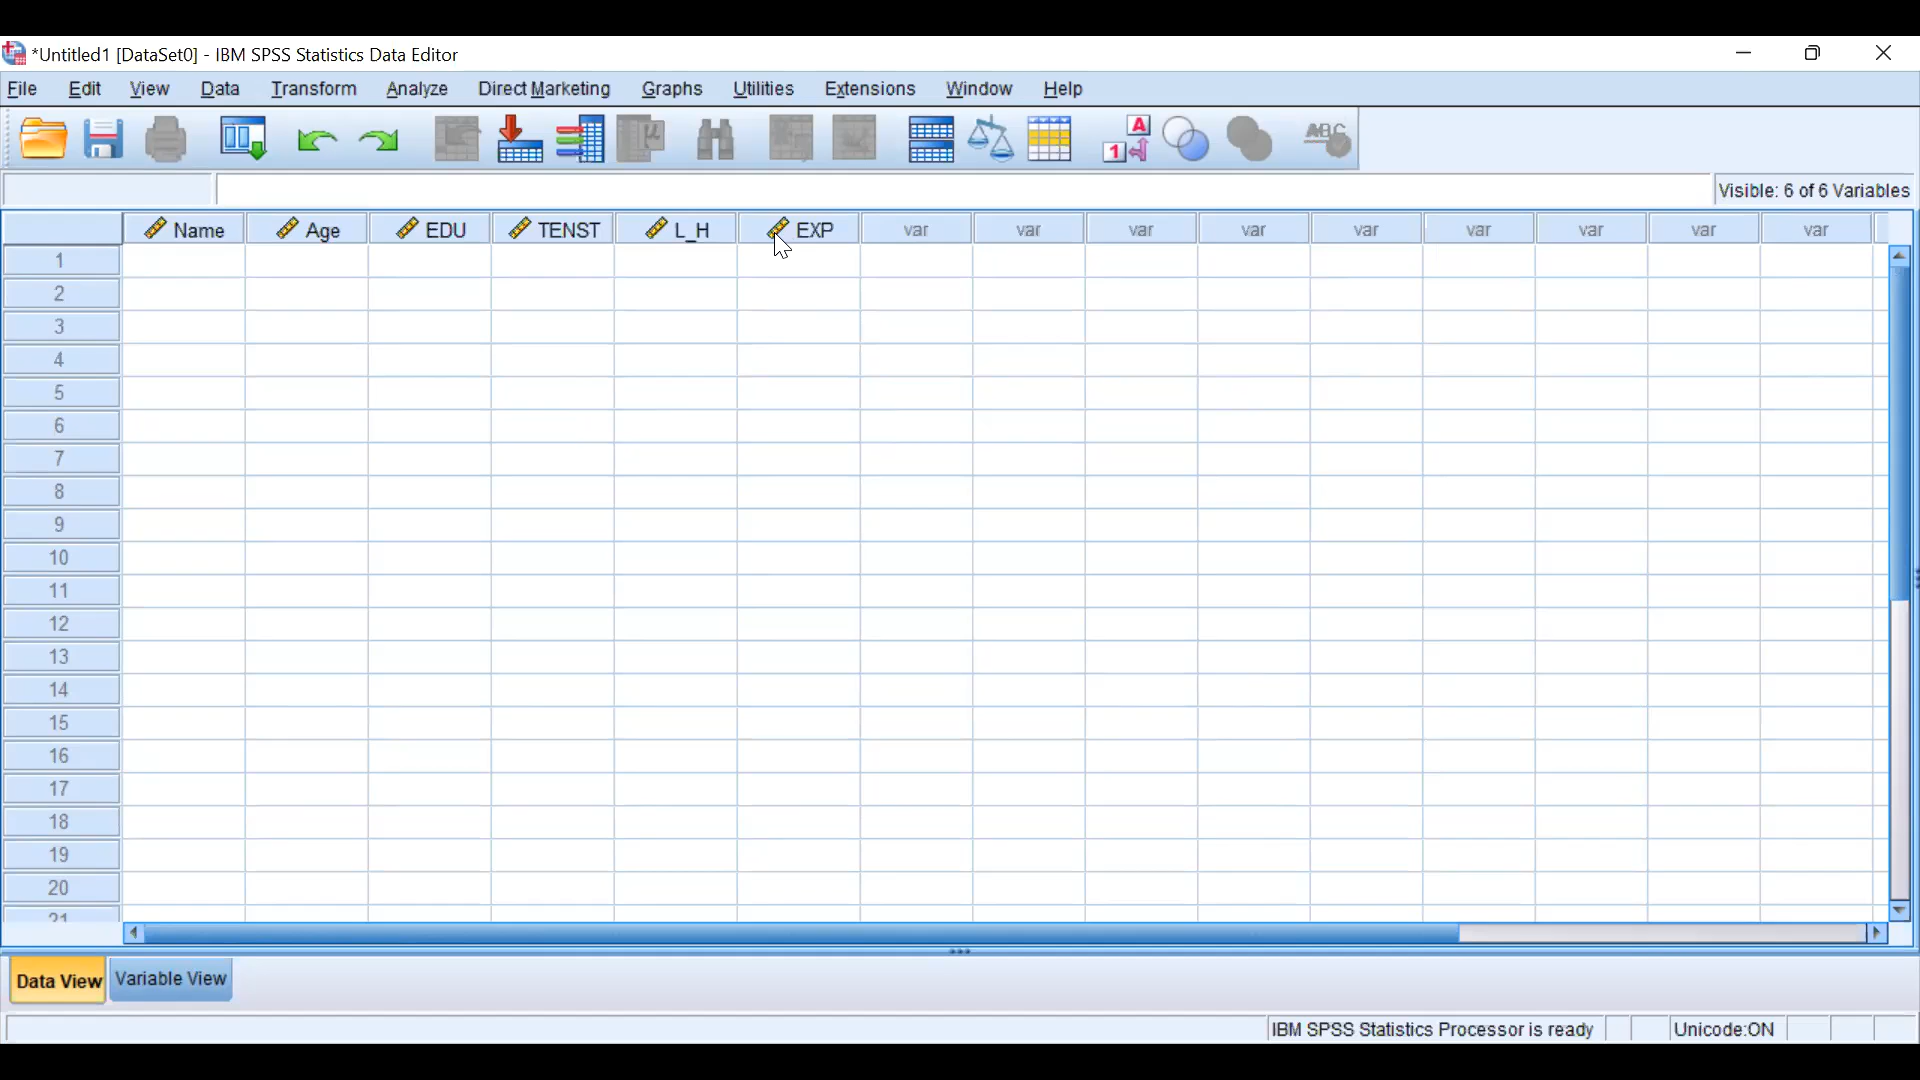 *Untitled1 [DataSet0] - IBM SPSS Statistics Data Editor
File Edit View Data Transform Analyze Direct Marketing Graphs Utilities Extensions Window Help
A
1
ABC
Visible: 6 of 6 Variables
Name Age EDU TENST L_H EXP var var var var var var var var var
1
2
3
4
5
6
7
8
9
10
11
12
13
14
15
16
17
18
19
20
21
Data View Variable View
IBM SPSS Statistics Processor is ready Unicode:ON